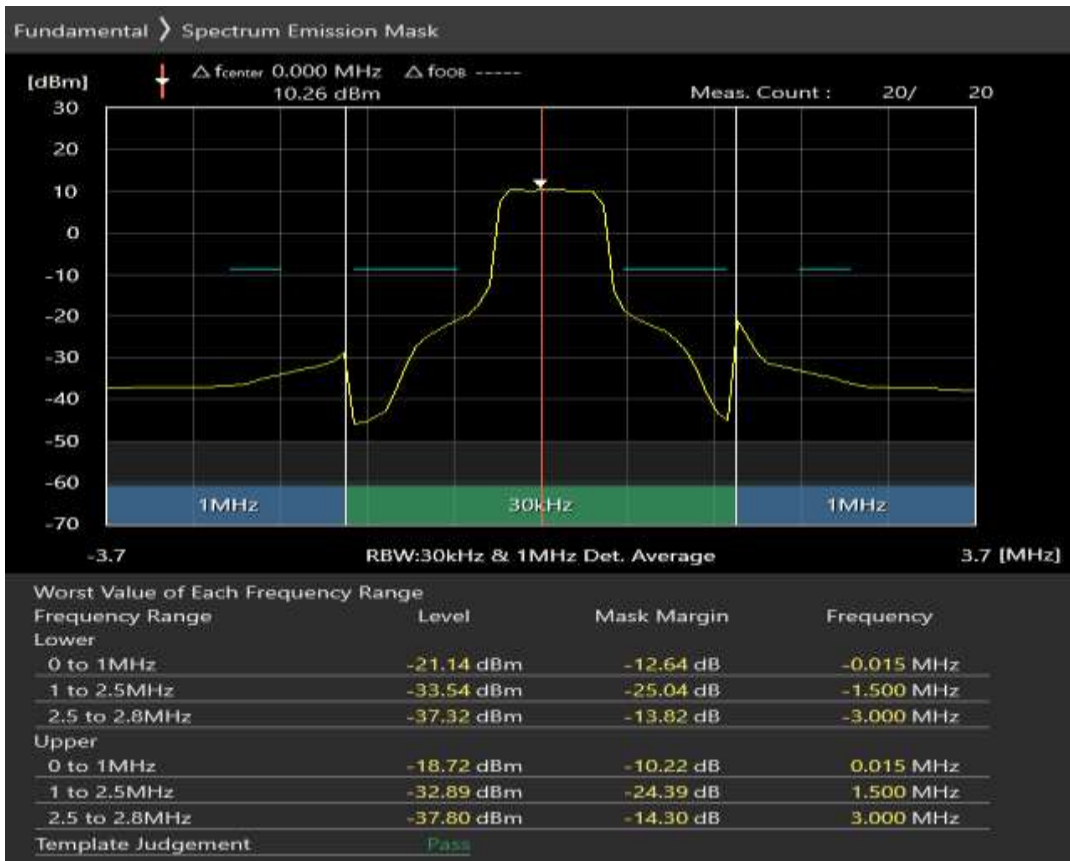 Fundamental ❯ Spectrum Emission Mask
[dBm] △ fcenter 0.000 MHz △ fOOB -----
10.26 dBm Meas. Count : 20/ 20
30
20
10
0
-10
-20
-30
-40
-50
-60
-70
1MHz 30kHz 1MHz
-3.7 RBW:30kHz & 1MHz Det. Average 3.7 [MHz]
Worst Value of Each Frequency Range
Frequency Range Level Mask Margin Frequency
Lower
0 to 1MHz -21.14 dBm -12.64 dB -0.015 MHz
1 to 2.5MHz -33.54 dBm -25.04 dB -1.500 MHz
2.5 to 2.8MHz -37.32 dBm -13.82 dB -3.000 MHz
Upper
0 to 1MHz -18.72 dBm -10.22 dB 0.015 MHz
1 to 2.5MHz -32.89 dBm -24.39 dB 1.500 MHz
2.5 to 2.8MHz -37.80 dBm -14.30 dB 3.000 MHz
Template Judgement Pass